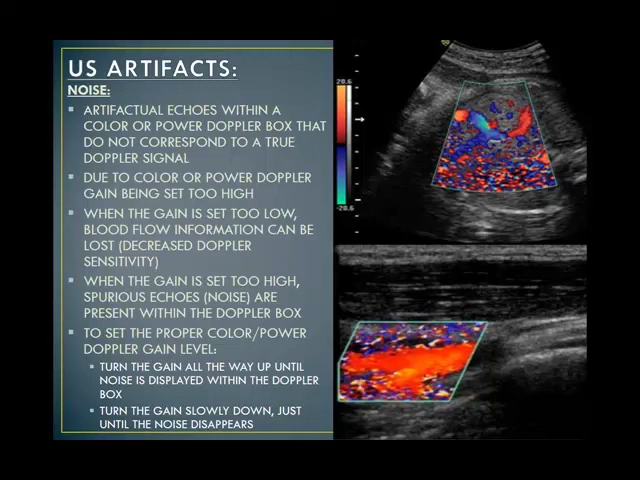 US ARTIFACTS:
NOISE:
▪ ARTIFACTUAL ECHOES WITHIN A
COLOR OR POWER DOPPLER BOX THAT
DO NOT CORRESPOND TO A TRUE
DOPPLER SIGNAL
▪ DUE TO COLOR OR POWER DOPPLER
GAIN BEING SET TOO HIGH
▪ WHEN THE GAIN IS SET TOO LOW,
BLOOD FLOW INFORMATION CAN BE
LOST (DECREASED DOPPLER
SENSITIVITY)
▪ WHEN THE GAIN IS SET TOO HIGH,
SPURIOUS ECHOES (NOISE) ARE
PRESENT WITHIN THE DOPPLER BOX
▪ TO SET THE PROPER COLOR/POWER
DOPPLER GAIN LEVEL:
▪ TURN THE GAIN ALL THE WAY UP UNTIL
NOISE IS DISPLAYED WITHIN THE DOPPLER
BOX
▪ TURN THE GAIN SLOWLY DOWN, JUST
UNTIL THE NOISE DISAPPEARS
20.6
-20.6